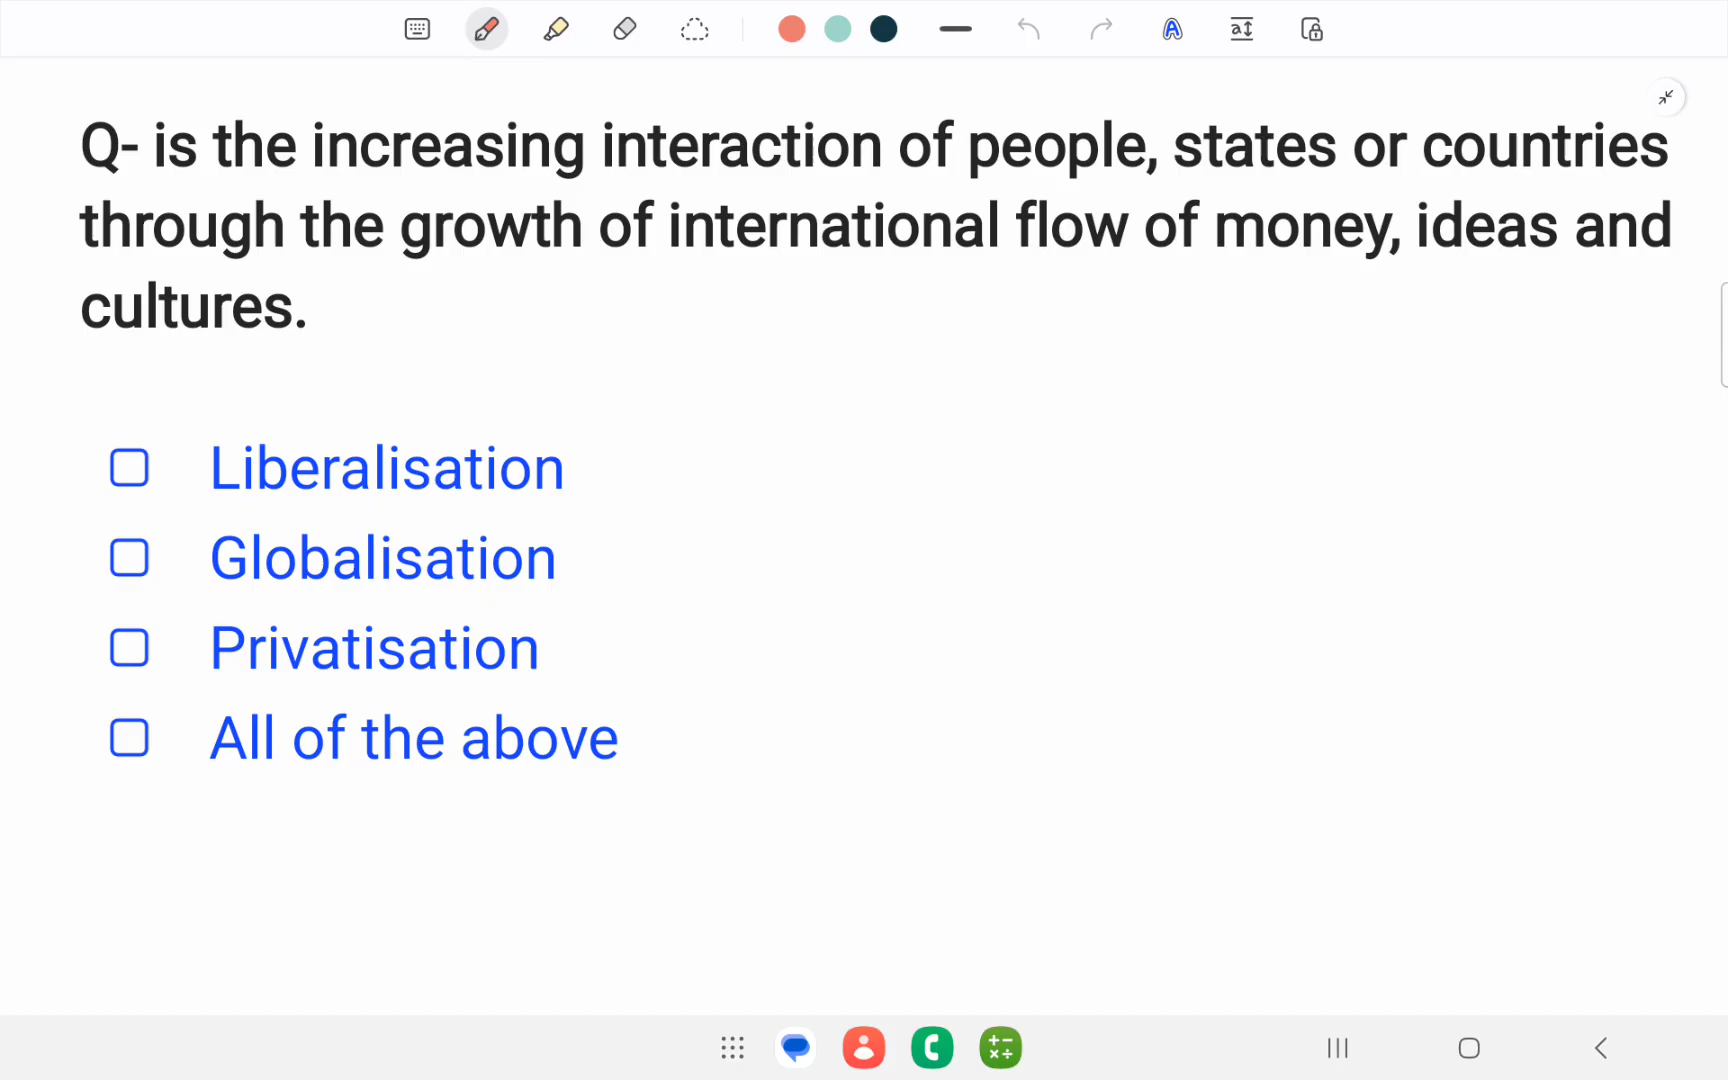 Q- is the increasing interaction of people, states or countries
through the growth of international flow of money, ideas and
cultures.
Liberalisation
Globalisation
Privatisation
All of the above